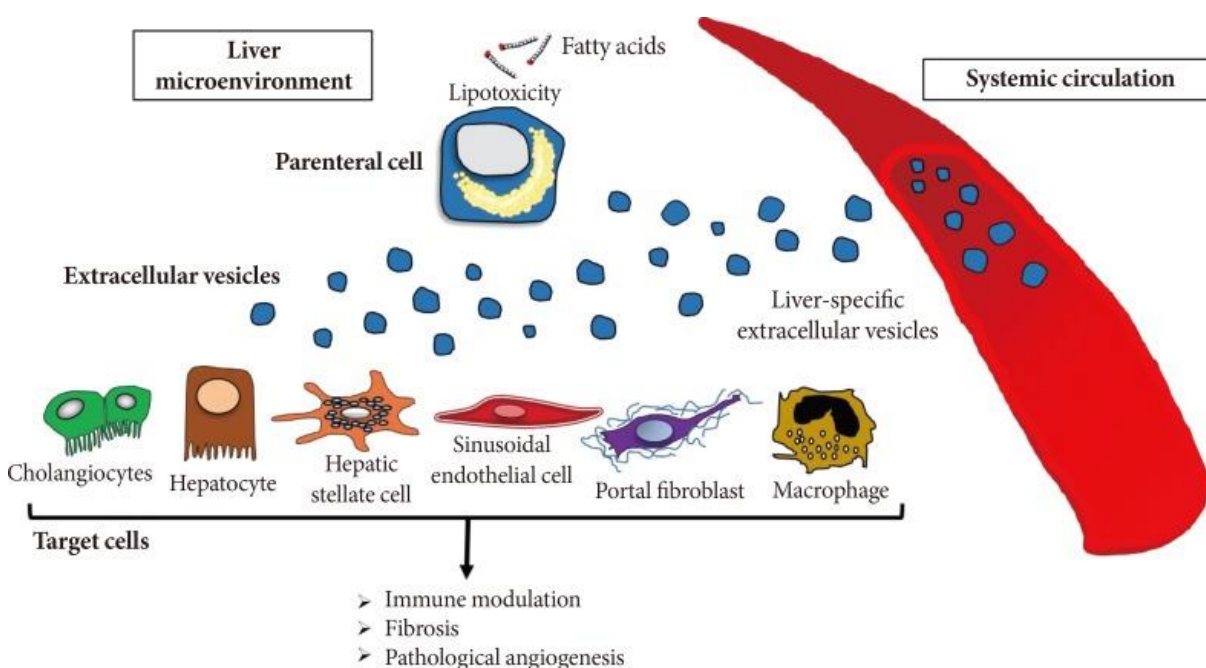 Liver
microenvironment
Fatty acids
Lipotoxicity
Systemic circulation
Parenteral cell
Extracellular vesicles
Liver-specific
extracellular vesicles
Cholangiocytes
Hepatocyte
Hepatic
stellate cell
Sinusoidal
endothelial cell
Portal fibroblast
Macrophage
Target cells
➢ Immune modulation
➢ Fibrosis
➢ Pathological angiogenesis